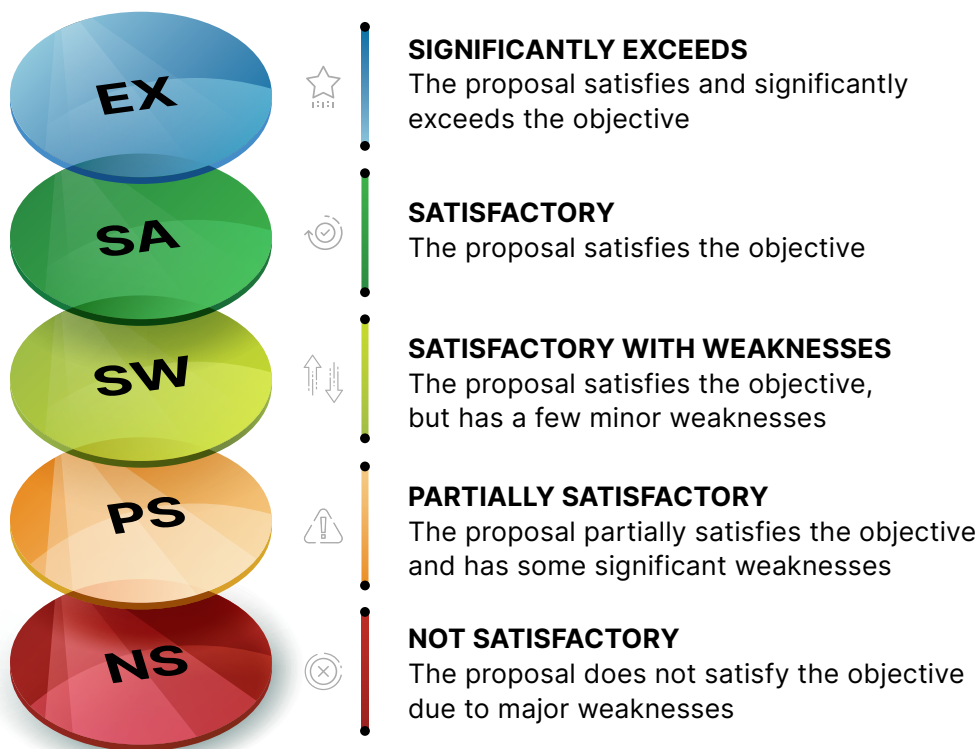 EX
SIGNIFICANTLY EXCEEDS
The proposal satisfies and significantly
exceeds the objective
SA
SATISFACTORY
The proposal satisfies the objective
SW
SATISFACTORY WITH WEAKNESSES
The proposal satisfies the objective,
but has a few minor weaknesses
PS
PARTIALLY SATISFACTORY
The proposal partially satisfies the objective
and has some significant weaknesses
NS
NOT SATISFACTORY
The proposal does not satisfy the objective
due to major weaknesses